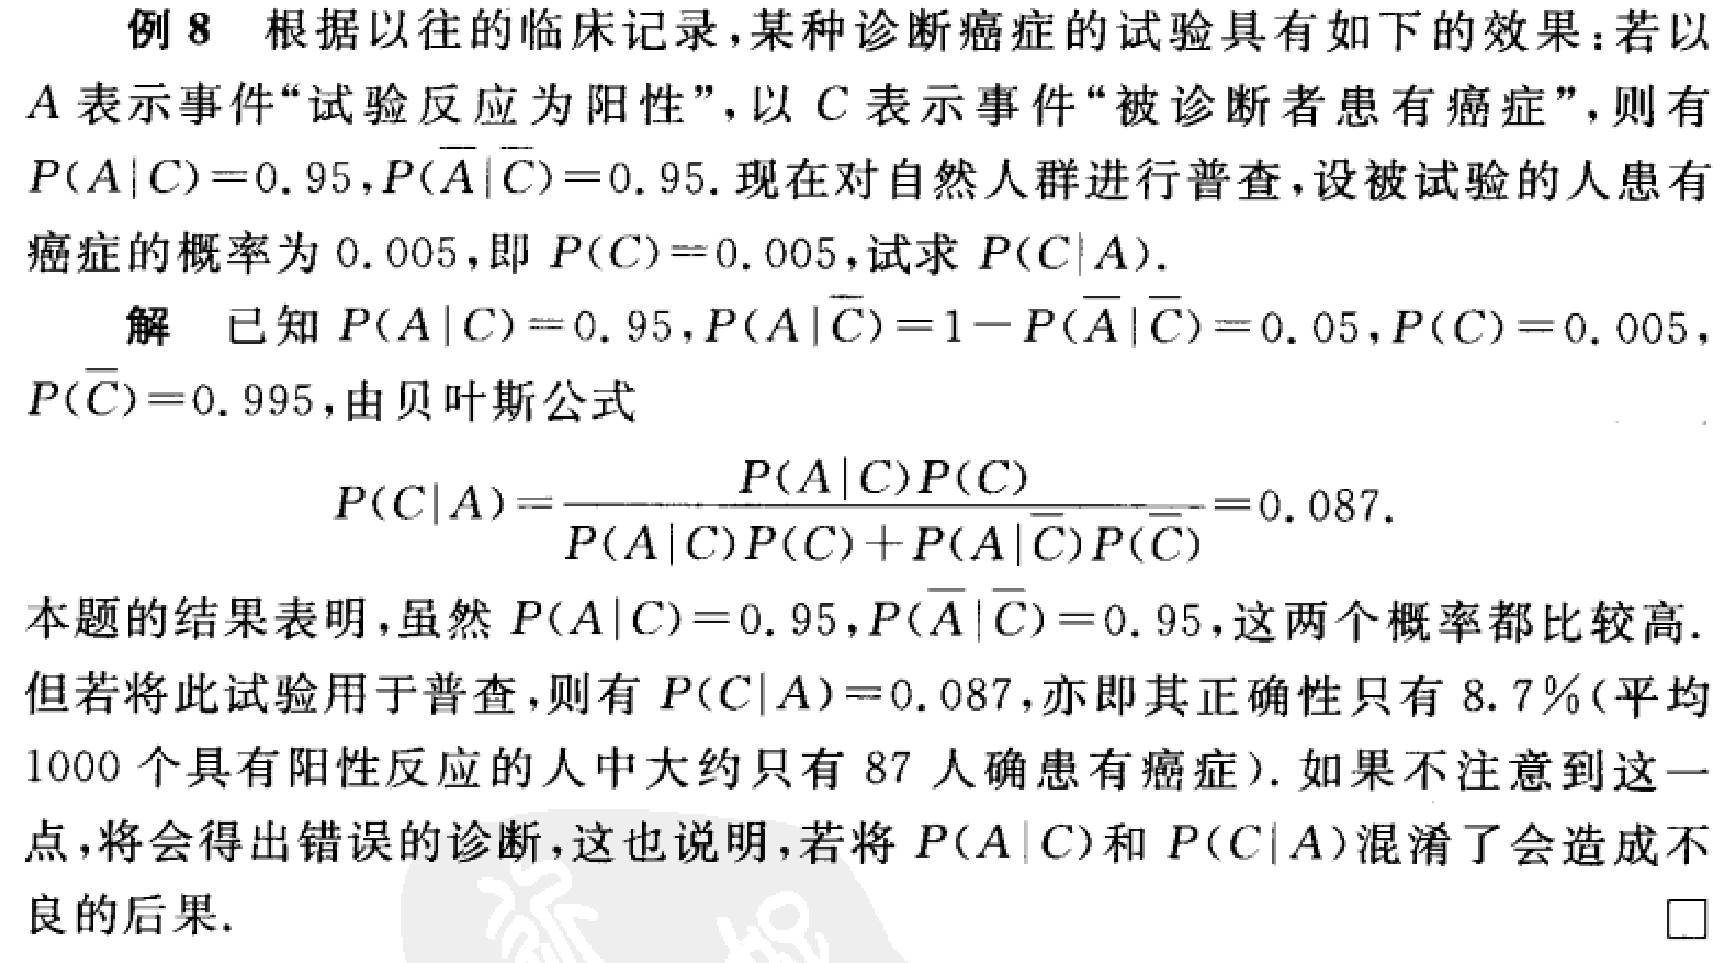 例 8 根据以往的临床记录,某种诊断癌症的试验具有如下的效果:若以
A 表示事件“试验反应为阳性”,以 C 表示事件“被诊断者患有癌症”,则有
P(A|C)=0.95,P(A̅|C̅)=0.95.现在对自然人群进行普查,设被试验的人患有
癌症的概率为 0.005,即 P(C)=0.005,试求 P(C|A).
解 已知 P(A|C)=0.95,P(A|C̅)=1-P(A̅|C̅)=0.05,P(C)=0.005,
P(C̅)=0.995,由贝叶斯公式
P(C|A)=P(A|C)P(C)/P(A|C)P(C)+P(A|C̅)P(C̅)=0.087.
本题的结果表明,虽然 P(A|C)=0.95,P(A̅|C̅)=0.95,这两个概率都比较高.
但若将此试验用于普查,则有 P(C|A)=0.087,亦即其正确性只有 8.7%(平均
1000 个具有阳性反应的人中大约只有 87 人确患有癌症).如果不注意到这一
点,将会得出错误的诊断,这也说明,若将 P(A|C)和 P(C|A)混淆了会造成不
良的后果. □